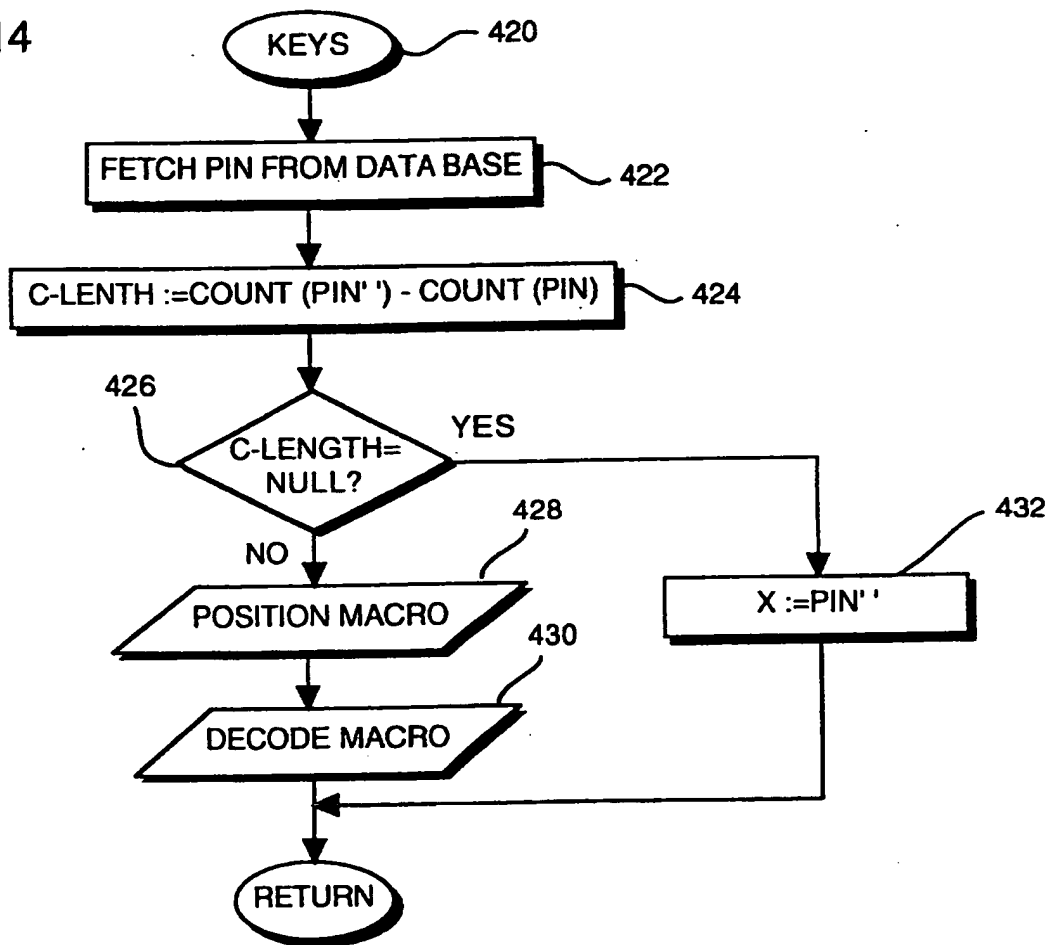 14
KEYS
420
FETCH PIN FROM DATA BASE
422
C-LENTH :=COUNT (PIN' ') - COUNT (PIN)
424
426
C-LENGTH=
NULL?
YES
NO
428
POSITION MACRO
432
X :=PIN' '
430
DECODE MACRO
RETURN